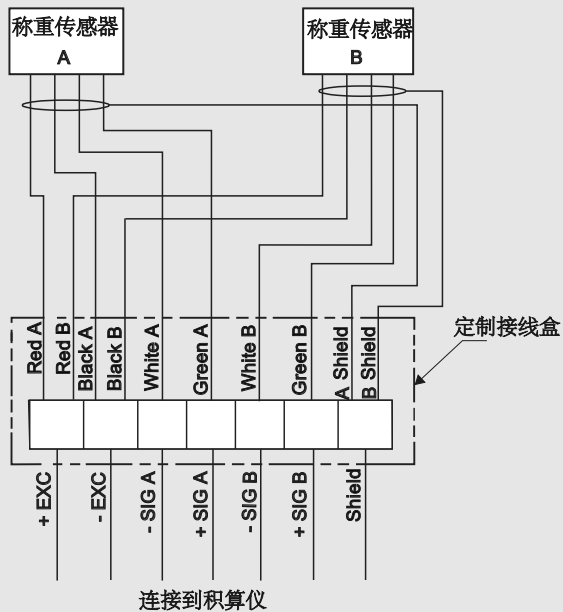 称重传感器
A
称重传感器
B
定制接线盒
Red A
Red B
Black A
Black B
White A
Green A
White B
Green B
A Shield
B Shield
+ EXC
- EXC
- SIG A
+ SIG A
- SIG B
+ SIG B
Shield
连接到积算仪